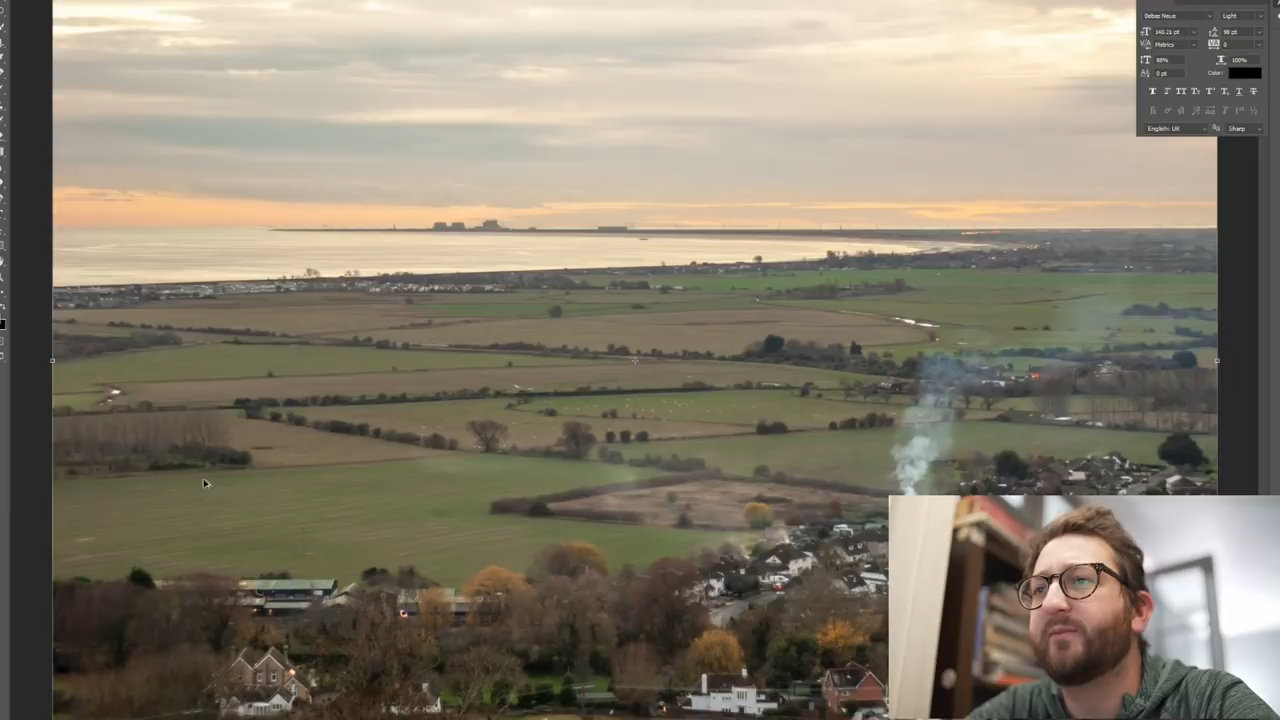 Bebas Neue Light
140.21 pt 98 pt
Metrics 0
88% 100%
0 pt Color:
English: UK Sharp